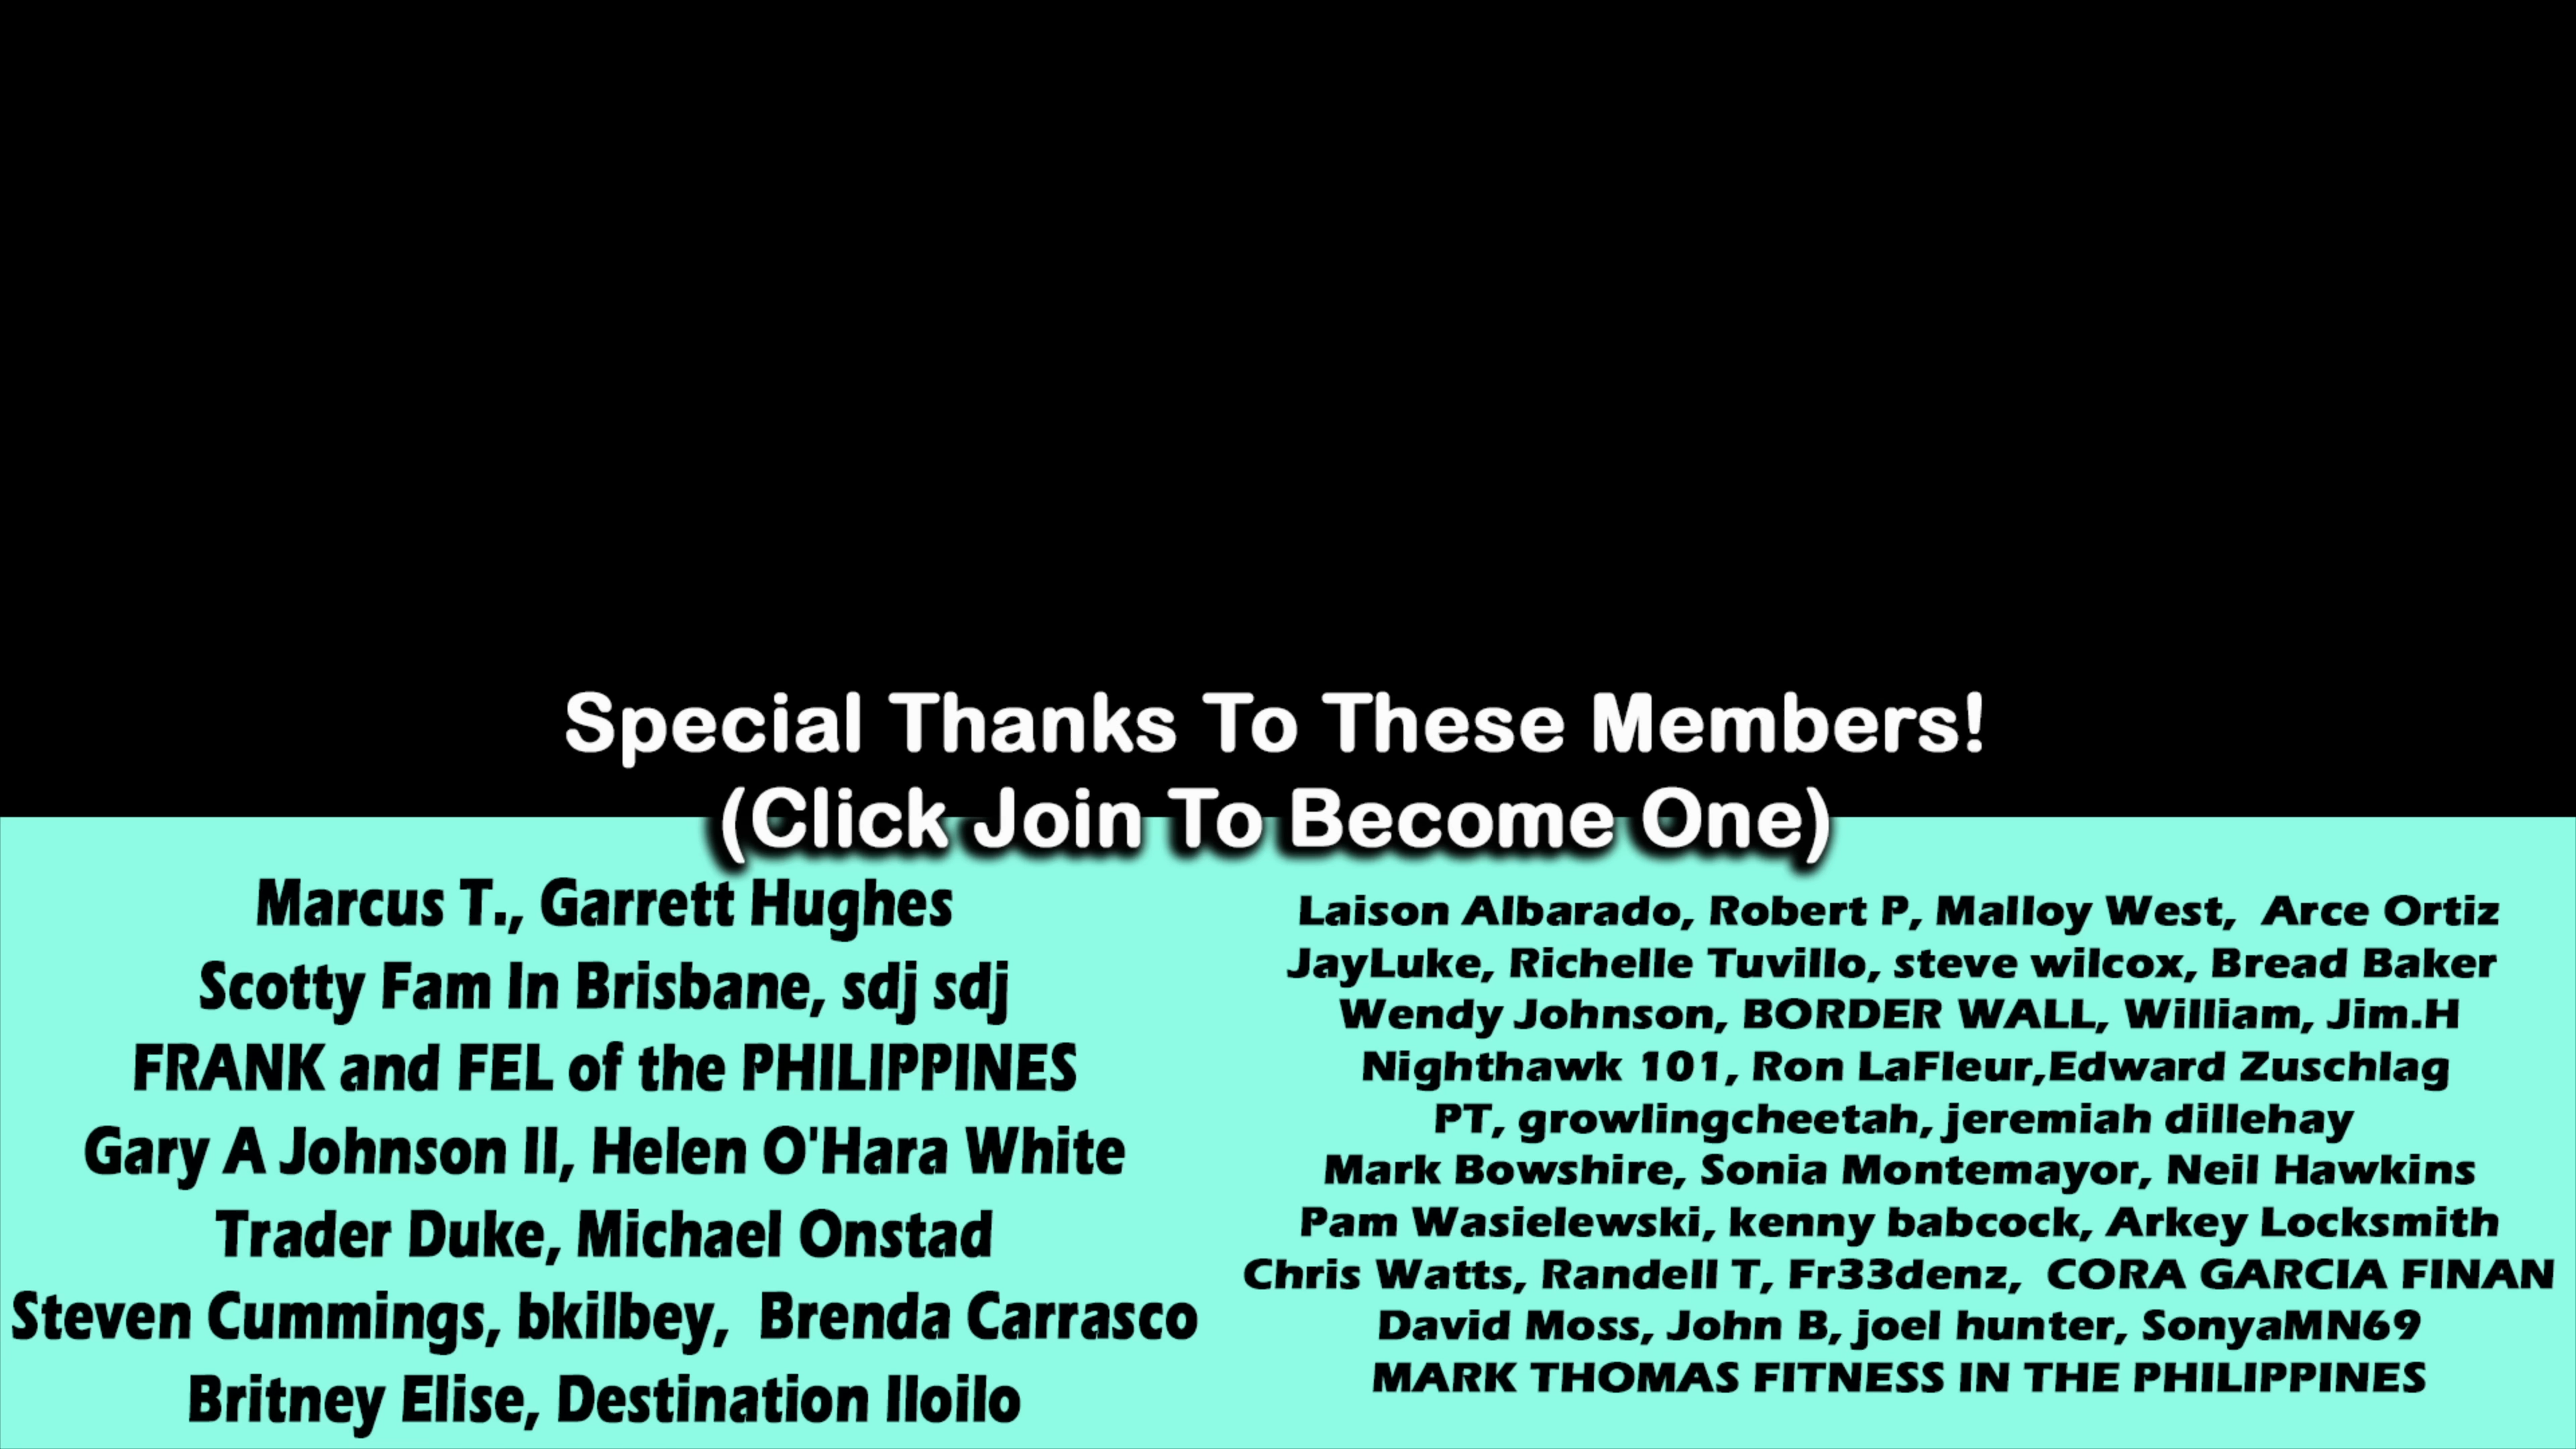 Special Thanks To These Members!
(Click Join To Become One)
Marcus T., Garrett Hughes
Scotty Fam In Brisbane, sdj sdj
FRANK and FEL of the PHILIPPINES
Gary A Johnson II, Helen O'Hara White
Trader Duke, Michael Onstad
Steven Cummings, bkilbey,  Brenda Carrasco
Britney Elise, Destination Iloilo
Laison Albarado, Robert P, Malloy West,  Arce Ortiz
JayLuke, Richelle Tuvillo, steve wilcox, Bread Baker
Wendy Johnson, BORDER WALL, William, Jim.H
Nighthawk 101, Ron LaFleur,Edward Zuschlag
PT, growlingcheetah, jeremiah dillehay
Mark Bowshire, Sonia Montemayor, Neil Hawkins
Pam Wasielewski, kenny babcock, Arkey Locksmith
Chris Watts, Randell T, Fr33denz,  CORA GARCIA FINAN
David Moss, John B, joel hunter, SonyaMN69
MARK THOMAS FITNESS IN THE PHILIPPINES